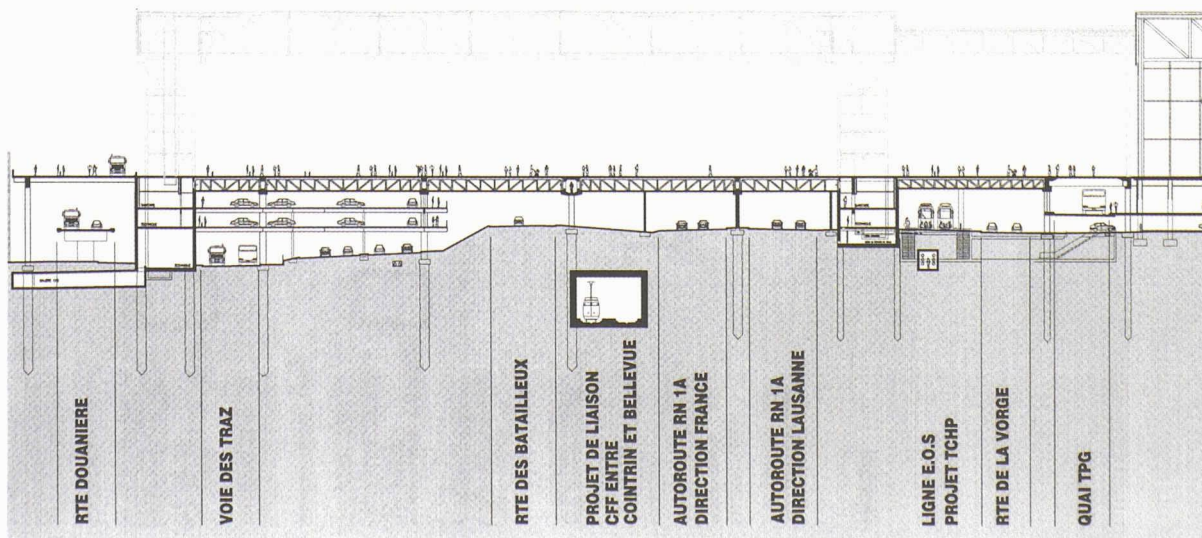 RTE DOUANIERE
VOIE DES TRAZ
RTE DES BATAILLEUX
PROJET DE LIAISON
CFF ENTRE
COINTRIN ET BELLEVUE
AUTOROUTE RN 1A
DIRECTION FRANCE
AUTOROUTE RN 1A
DIRECTION LAUSANNE
LIGNE E.O.S
PROJET TCHP
RTE DE LA VORGE
QUAI TPG